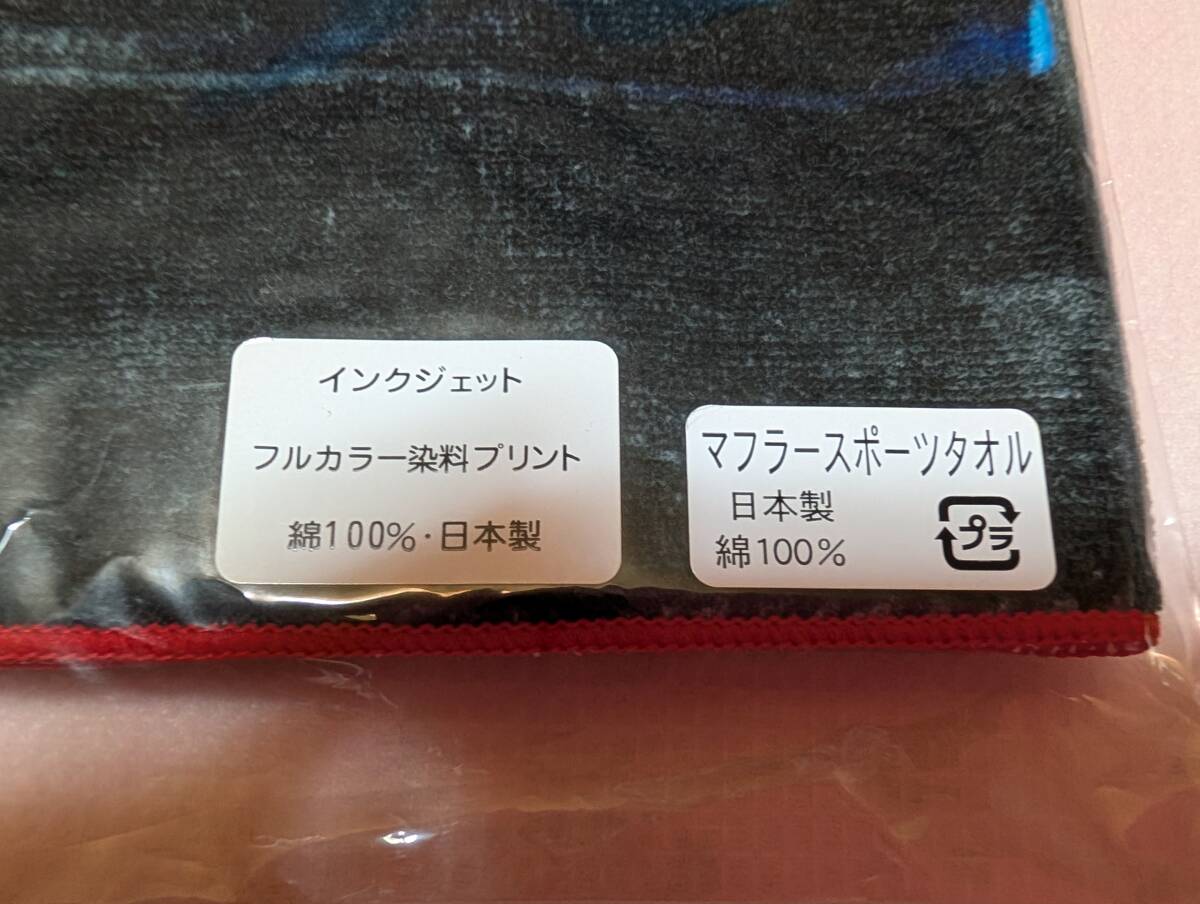 インクジェット
フルカラー染料プリント
綿100%・日本製
マフラースポーツタオル
日本製
綿100%
プラ